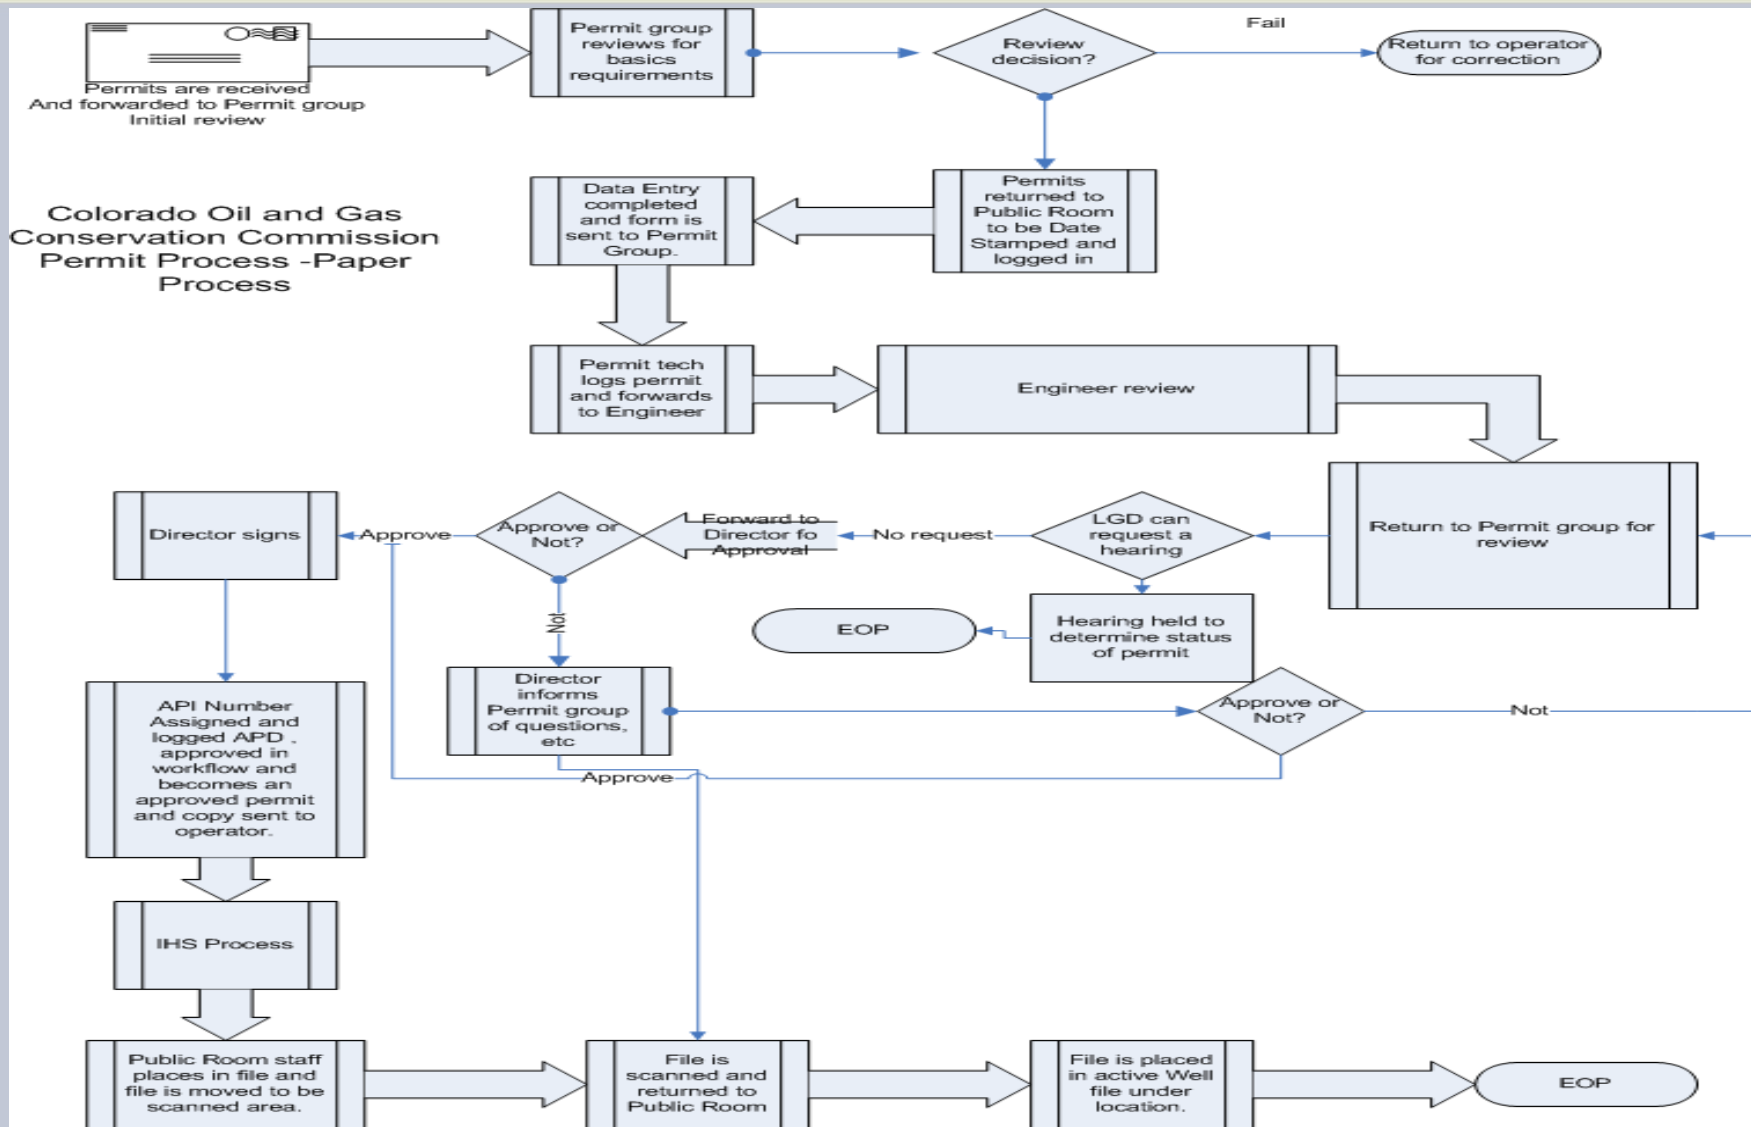 Permits are received
And forwarded to Permit group
Initial review
Permit group
reviews for
basics
requirements
Review
decision?
Fail
Return to operator
for correction
Colorado Oil and Gas
Conservation Commission
Permit Process -Paper
Process
Data Entry
completed
and form is
sent to Permit
Group.
Permits
returned to
Public Room
to be Date
Stamped and
logged in
Permit tech
logs permit
and forwards
to Engineer
Engineer review
Director signs
Approve
Approve or
Not?
Forward to
Director fo
Approval
No request
LGD can
request a
hearing
Return to Permit group for
review
Not
EOP
Hearing held to
determine status
of permit
Director
informs
Permit group
of questions,
etc
Approve or
Not?
Not
Approve
API Number
Assigned and
logged APD ,
approved in
workflow and
becomes an
approved permit
and copy sent to
operator.
IHS Process
Public Room staff
places in file and
file is moved to be
scanned area.
File is
scanned and
returned to
Public Room
File is placed
in active Well
file under
location.
EOP